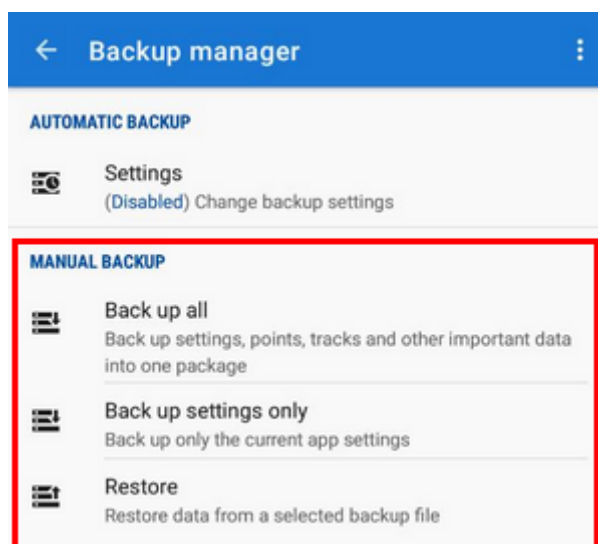 Backup manager
AUTOMATIC BACKUP
Settings
(Disabled) Change backup settings
MANUAL BACKUP
Back up all
Back up settings, points, tracks and other important data
into one package
Back up settings only
Back up only the current app settings
Restore
Restore data from a selected backup file